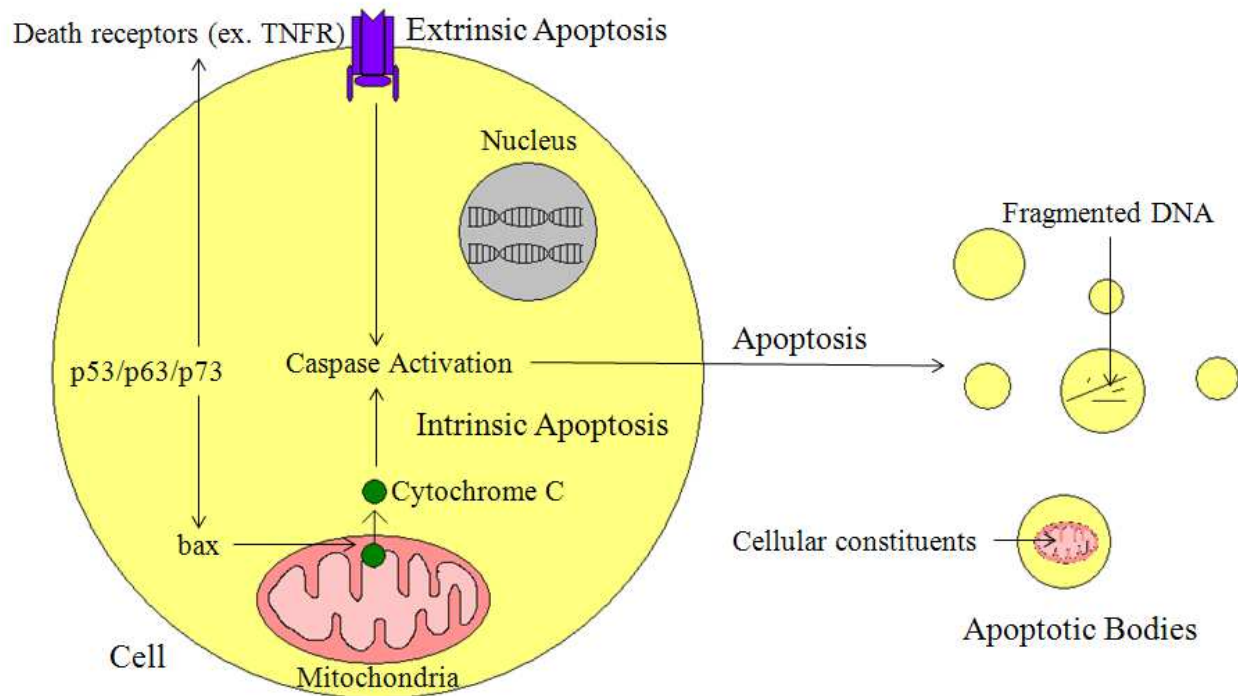 Death receptors (ex. TNFR)
Extrinsic Apoptosis
Nucleus
Fragmented DNA
p53/p63/p73
Caspase Activation
Apoptosis
Intrinsic Apoptosis
Cytochrome C
bax
Cellular constituents
Cell
Mitochondria
Apoptotic Bodies